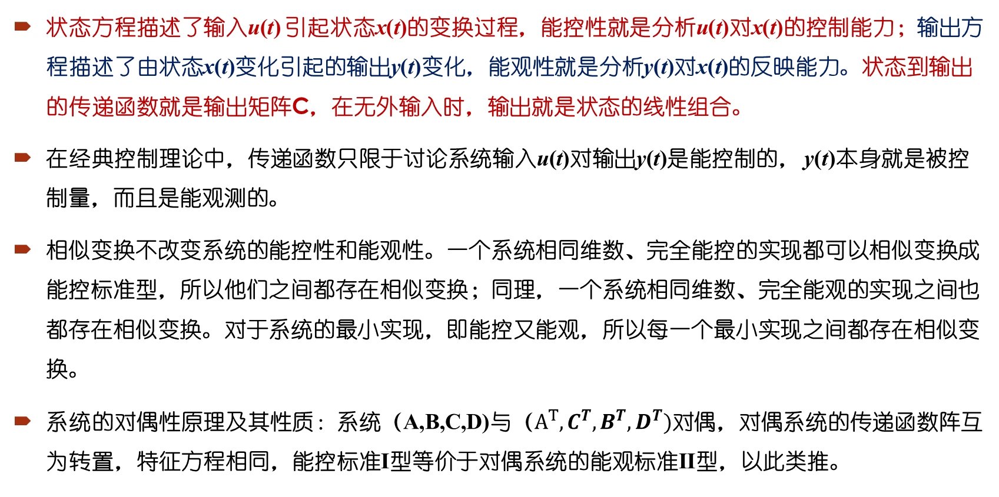 状态方程描述了输入u(t) 引起状态x(t)的变换过程，能控性就是分析u(t)对x(t)的控制能力；输出方
程描述了由状态x(t)变化引起的输出y(t)变化，能观性就是分析y(t)对x(t)的反映能力。状态到输出
的传递函数就是输出矩阵C，在无外输入时，输出就是状态的线性组合。
在经典控制理论中，传递函数只限于讨论系统输入u(t)对输出y(t)是能控制的， y(t)本身就是被控
制量，而且是能观测的。
相似变换不改变系统的能控性和能观性。一个系统相同维数、完全能控的实现都可以相似变换成
能控标准型，所以他们之间都存在相似变换；同理，一个系统相同维数、完全能观的实现之间也
都存在相似变换。对于系统的最小实现，即能控又能观，所以每一个最小实现之间都存在相似变
换。
系统的对偶性原理及其性质：系统（A,B,C,D)与（Aᵀ, Cᵀ, Bᵀ, Dᵀ)对偶，对偶系统的传递函数阵互
为转置，特征方程相同，能控标准I型等价于对偶系统的能观标准II型，以此类推。